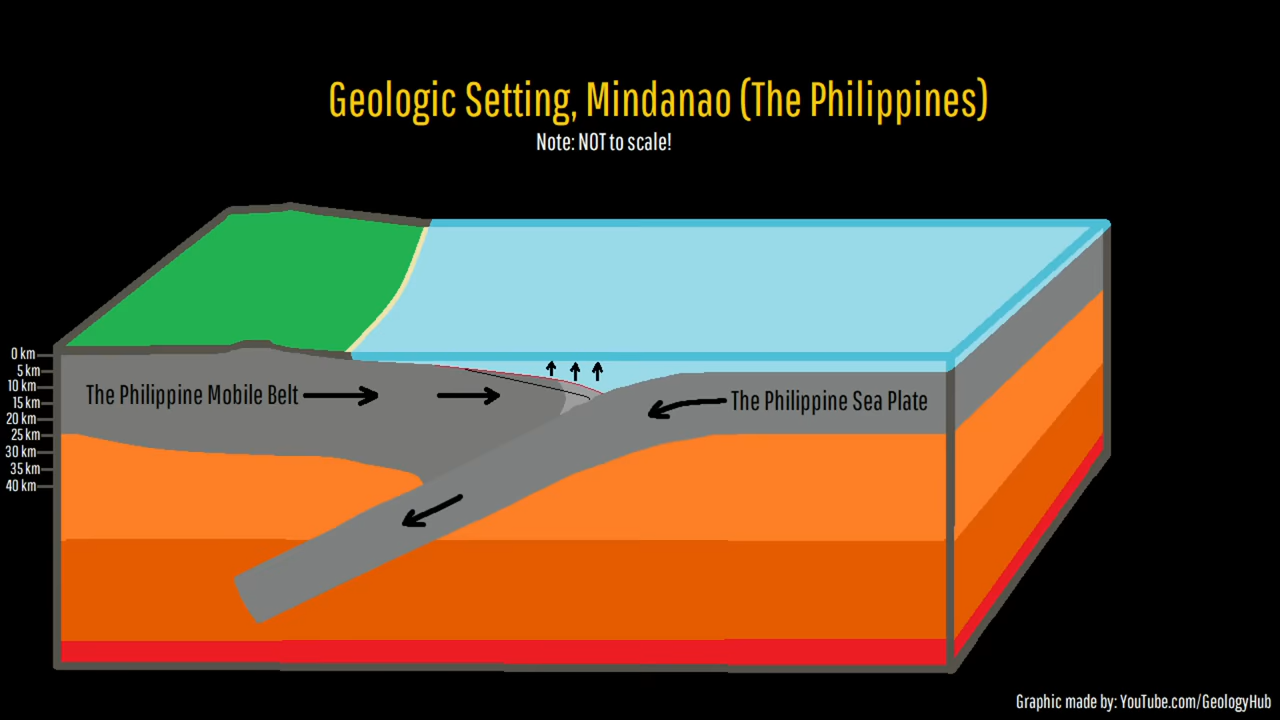 Geologic Setting, Mindanao (The Philippines)
Note: NOT to scale!
0 km
5 km
10 km
15 km
20 km
25 km
30 km
35 km
40 km
The Philippine Mobile Belt
The Philippine Sea Plate
Graphic made by: YouTube.com/GeologyHub